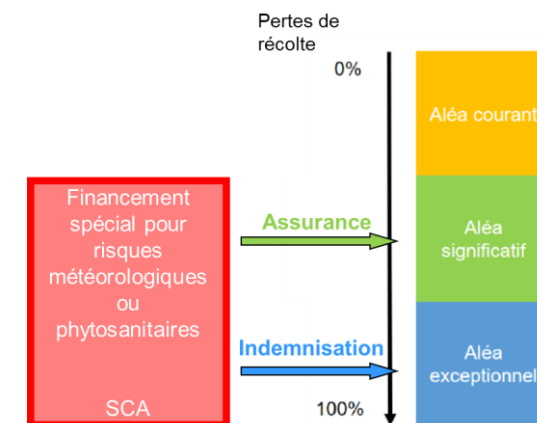 Pertes de
récolte
0%
Aléa courant
Financement
spécial pour
risques
météorologiques
ou
phytosanitaires
SCA
Assurance
Aléa
significatif
Indemnisation
Aléa
exceptionnel
100%